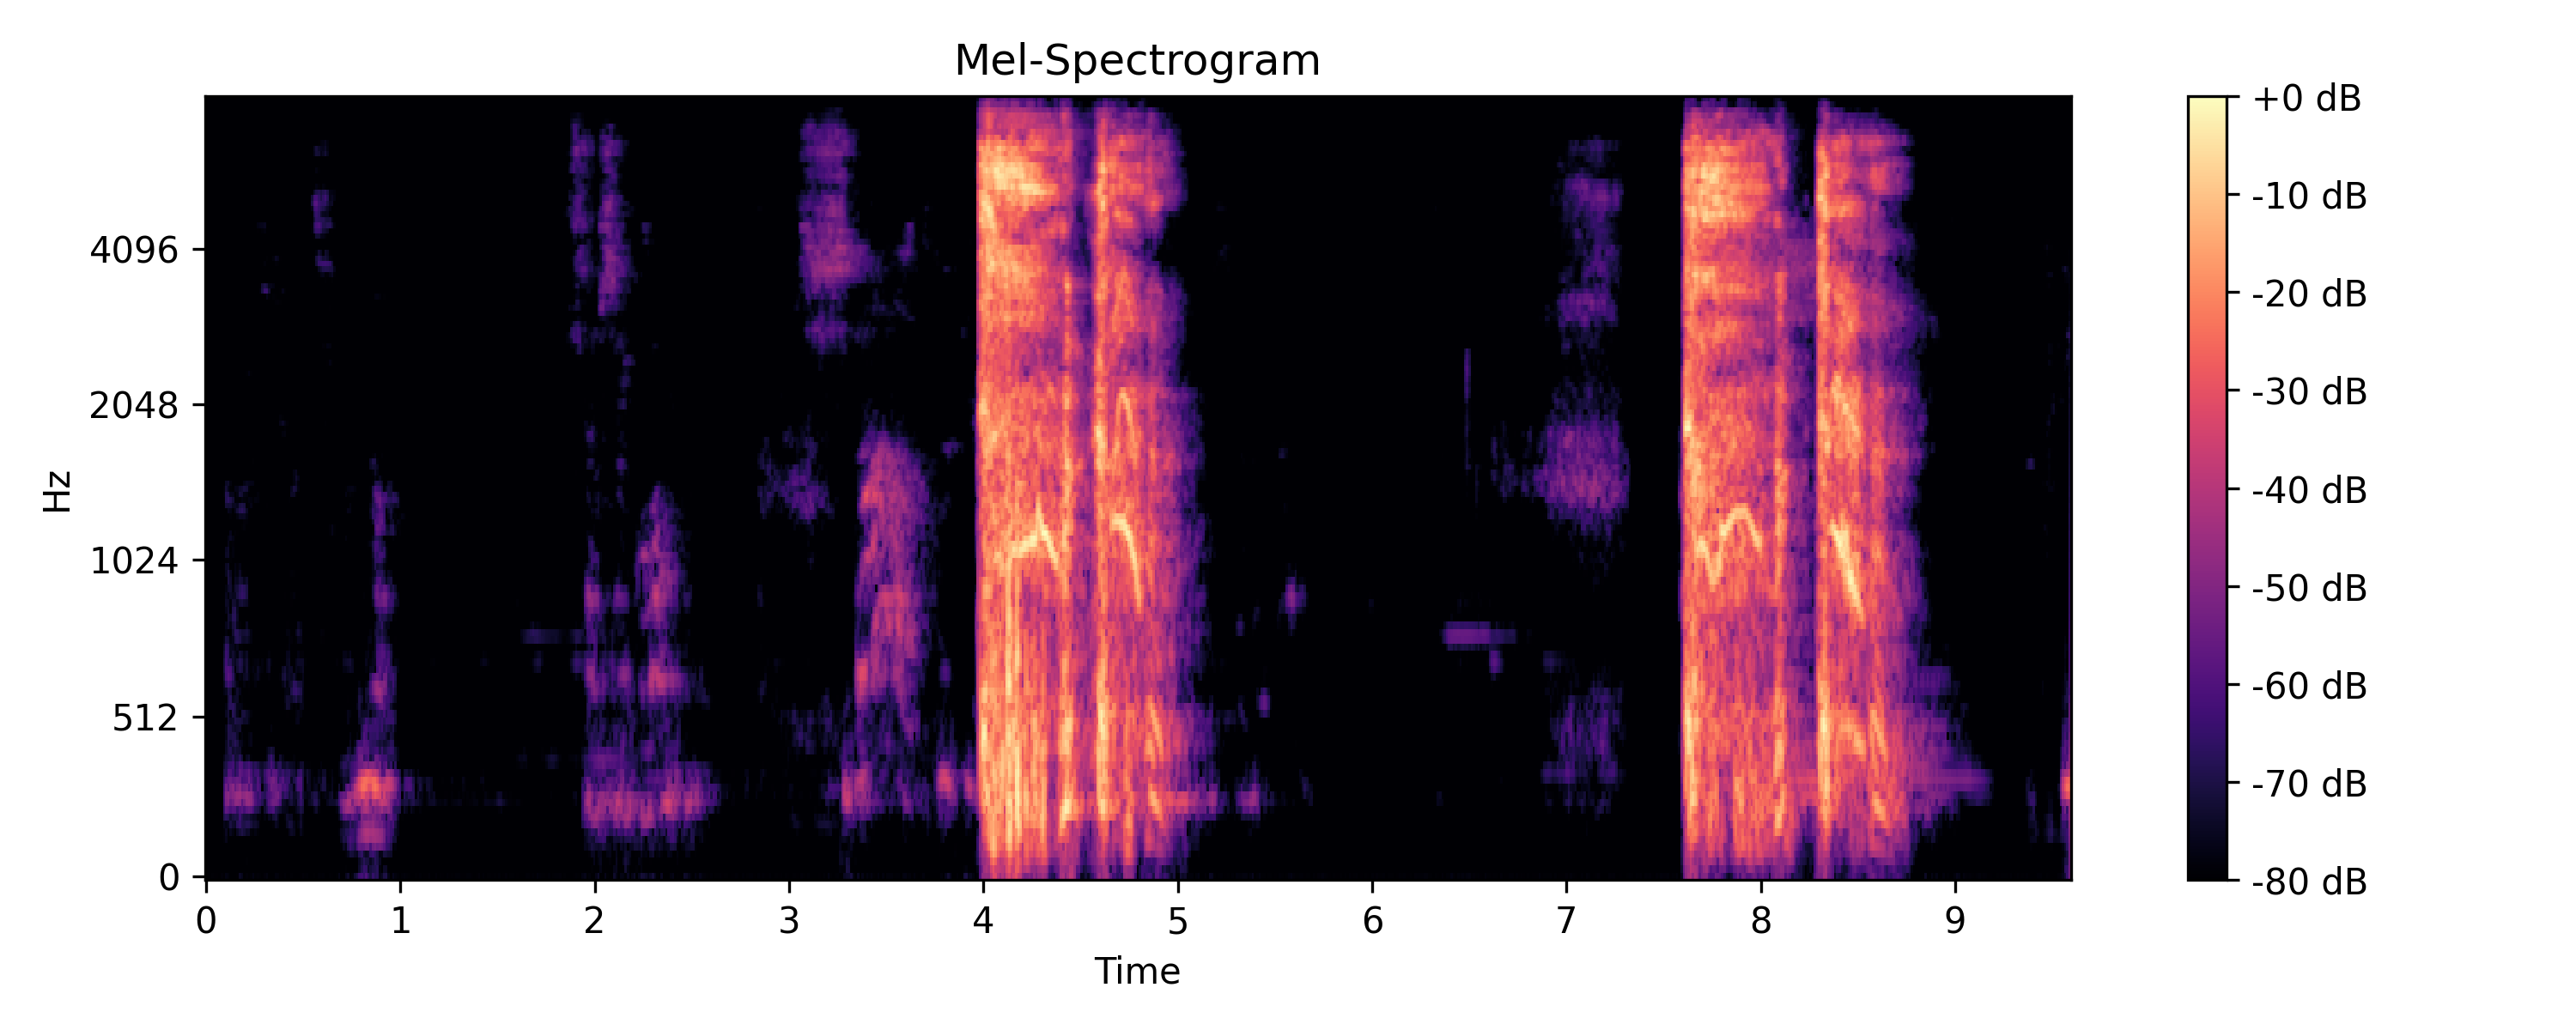 Mel-Spectrogram
+0 dB
-10 dB
-20 dB
-30 dB
-40 dB
-50 dB
-60 dB
-70 dB
-80 dB
4096
2048
1024
512
0
Hz
0 1 2 3 4 5 6 7 8 9
Time